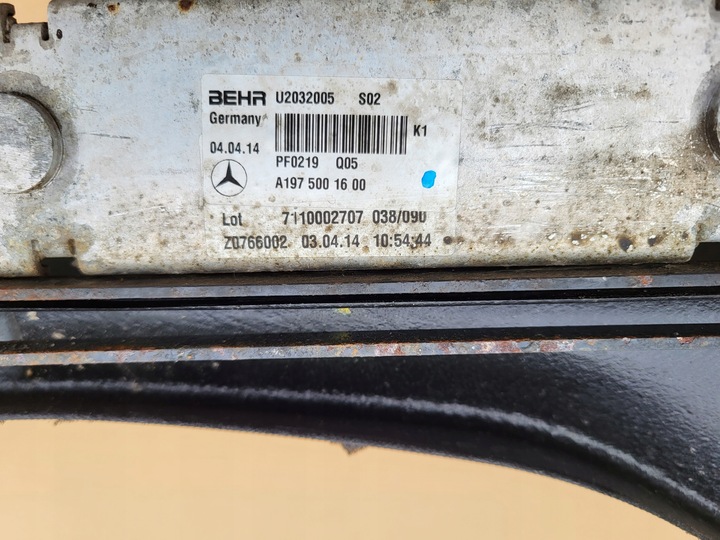 BEHR U2032005 S02
Germany
K1
04.04.14 PF0219 Q05
A197 500 16 00
Lot 7110002707 038/090
Z0766002 03.04.14 10:54:44